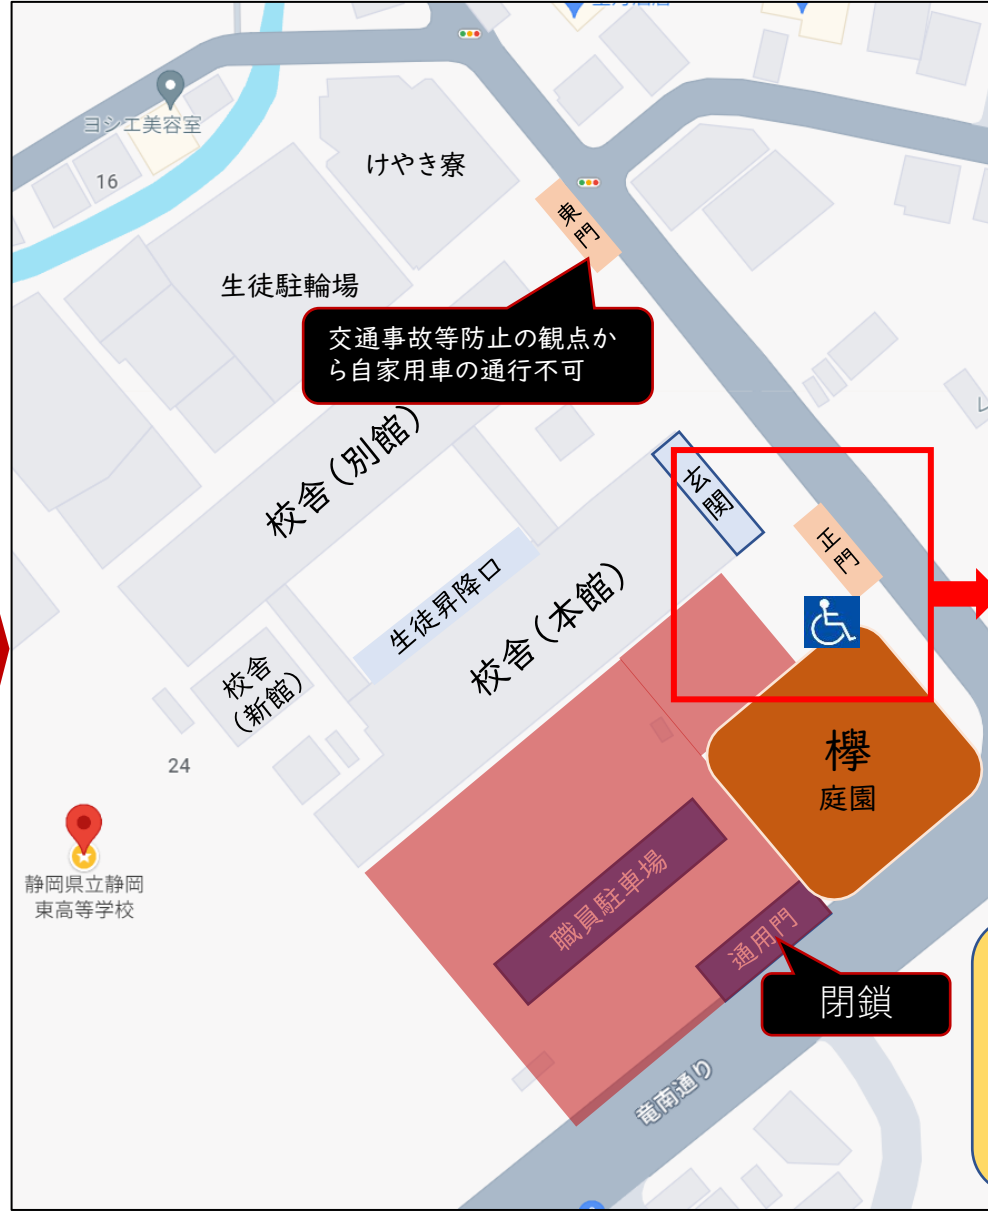 ヨシエ美容室
16
けやき寮
東門
生徒駐輪場
交通事故等防止の観点か
ら自家用車の通行不可
校舎(別館)
玄関
正門
生徒昇降口
校舎(本館)
校舎
(新館)
24
欅
庭園
静岡県立静岡
東高等学校
職員駐車場
通用門
閉鎖
竜南通り